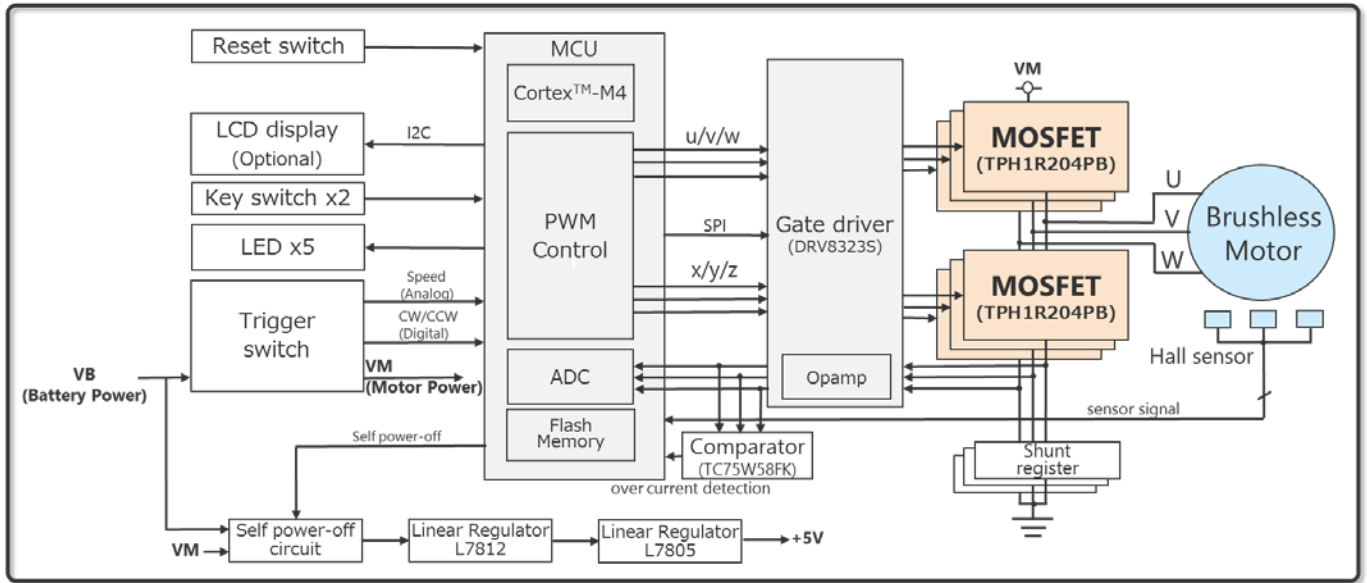 Reset switch
LCD display
(Optional)
I2C
Key switch x2
LED x5
Trigger
switch
Speed
(Analog)
CW/CCW
(Digital)
VM
(Motor Power)
VB
(Battery Power)
MCU
Cortex™-M4
PWM
Control
ADC
Flash
Memory
u/v/w
SPI
x/y/z
Gate driver
(DRV8323S)
Opamp
VM
MOSFET
(TPH1R204PB)
MOSFET
(TPH1R204PB)
U
V
W
Brushless
Motor
Hall sensor
sensor signal
Comparator
(TC75W58FK)
over current detection
Shunt
register
Self power-off
Self power-off
circuit
VM
Linear Regulator
L7812
Linear Regulator
L7805
+5V